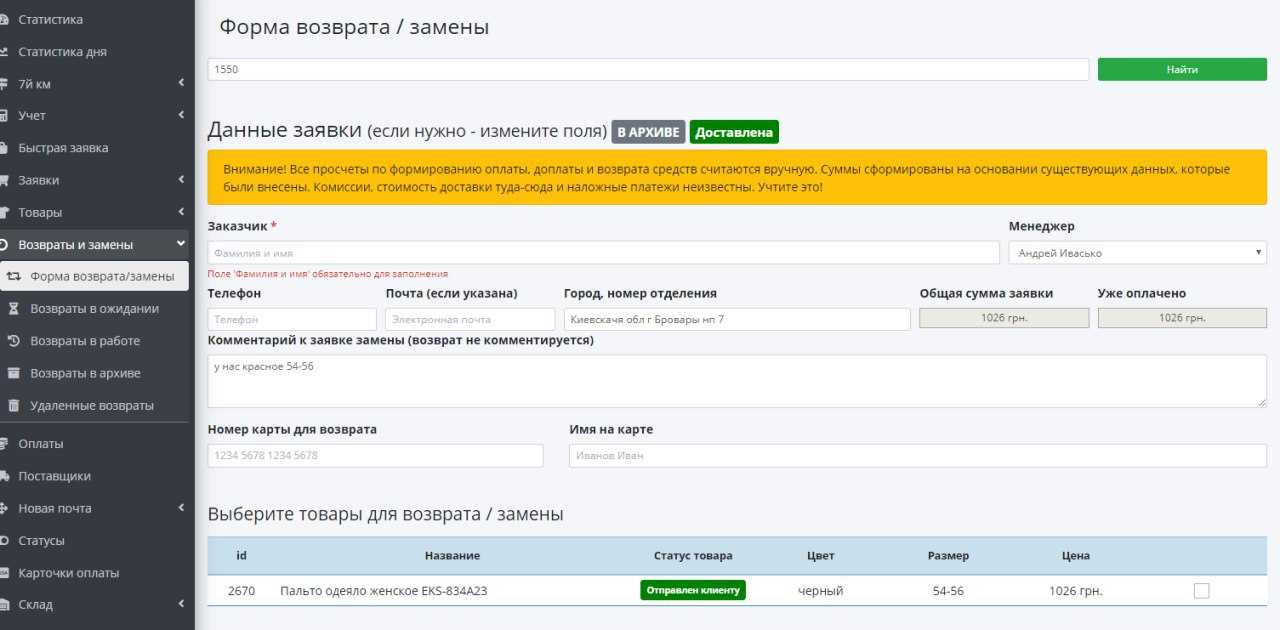 Статистика
Статистика дня
7й км
Учет
Быстрая заявка
Заявки
Товары
Возвраты и замены
Форма возврата/замены
Возвраты в ожидании
Возвраты в работе
Возвраты в архиве
Удаленные возвраты
Оплаты
Поставщики
Новая почта
Статусы
Карточки оплаты
Склад
Форма возврата / замены
1550 Найти
Данные заявки (если нужно - измените поля) В АРХИВЕ Доставлена
Внимание! Все просчеты по формированию оплаты, доплаты и возврата средств считаются вручную. Суммы сформированы на основании существующих данных, которые
были внесены. Комиссии, стоимость доставки туда-сюда и наложные платежи неизвестны. Учтите это!
Заказчик * Менеджер
Фамилия и имя Андрей Ивасько
Поле 'Фамилия и имя' обязательно для заполнения
Телефон Почта (если указана) Город, номер отделения Общая сумма заявки Уже оплачено
Телефон Электронная почта Киевскачя обл г Бровары нп 7 1026 грн. 1026 грн.
Комментарий к заявке замены (возврат не комментируется)
у нас красное 54-56
Номер карты для возврата Имя на карте
1234 5678 1234 5678 Иванов Иван
Выберите товары для возврата / замены
id Название Статус товара Цвет Размер Цена
2670 Пальто одеяло женское EKS-834A23 Отправлен клиенту черный 54-56 1026 грн.